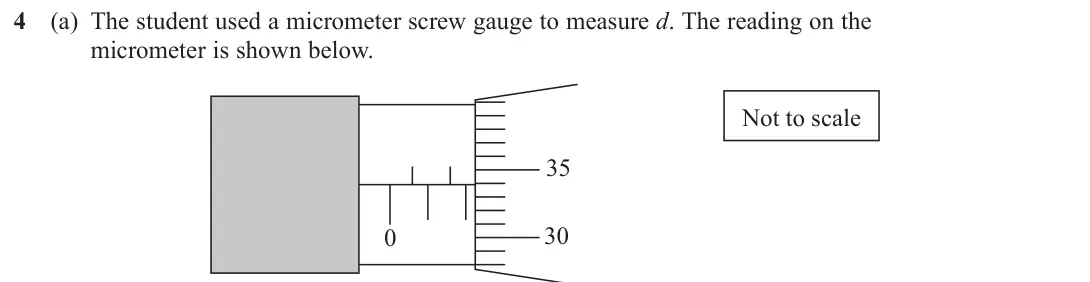 4 (a) The student used a micrometer screw gauge to measure d. The reading on the
micrometer is shown below.
Not to scale
35
0
30